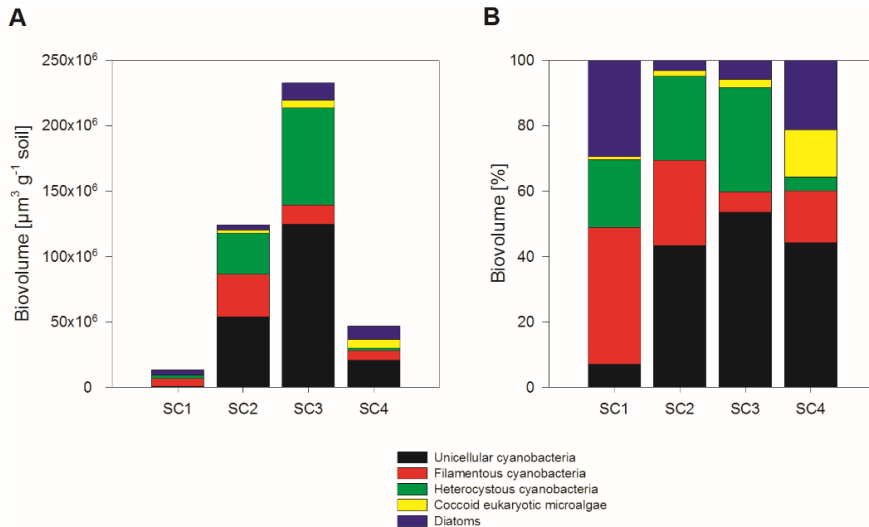 A
B
Biovolume [µm³ g⁻¹ soil]
250x10⁶
200x10⁶
150x10⁶
100x10⁶
50x10⁶
0
SC1 SC2 SC3 SC4
Biovolume [%]
100
80
60
40
20
0
SC1 SC2 SC3 SC4
Unicellular cyanobacteria
Filamentous cyanobacteria
Heterocystous cyanobacteria
Coccoid eukaryotic microalgae
Diatoms